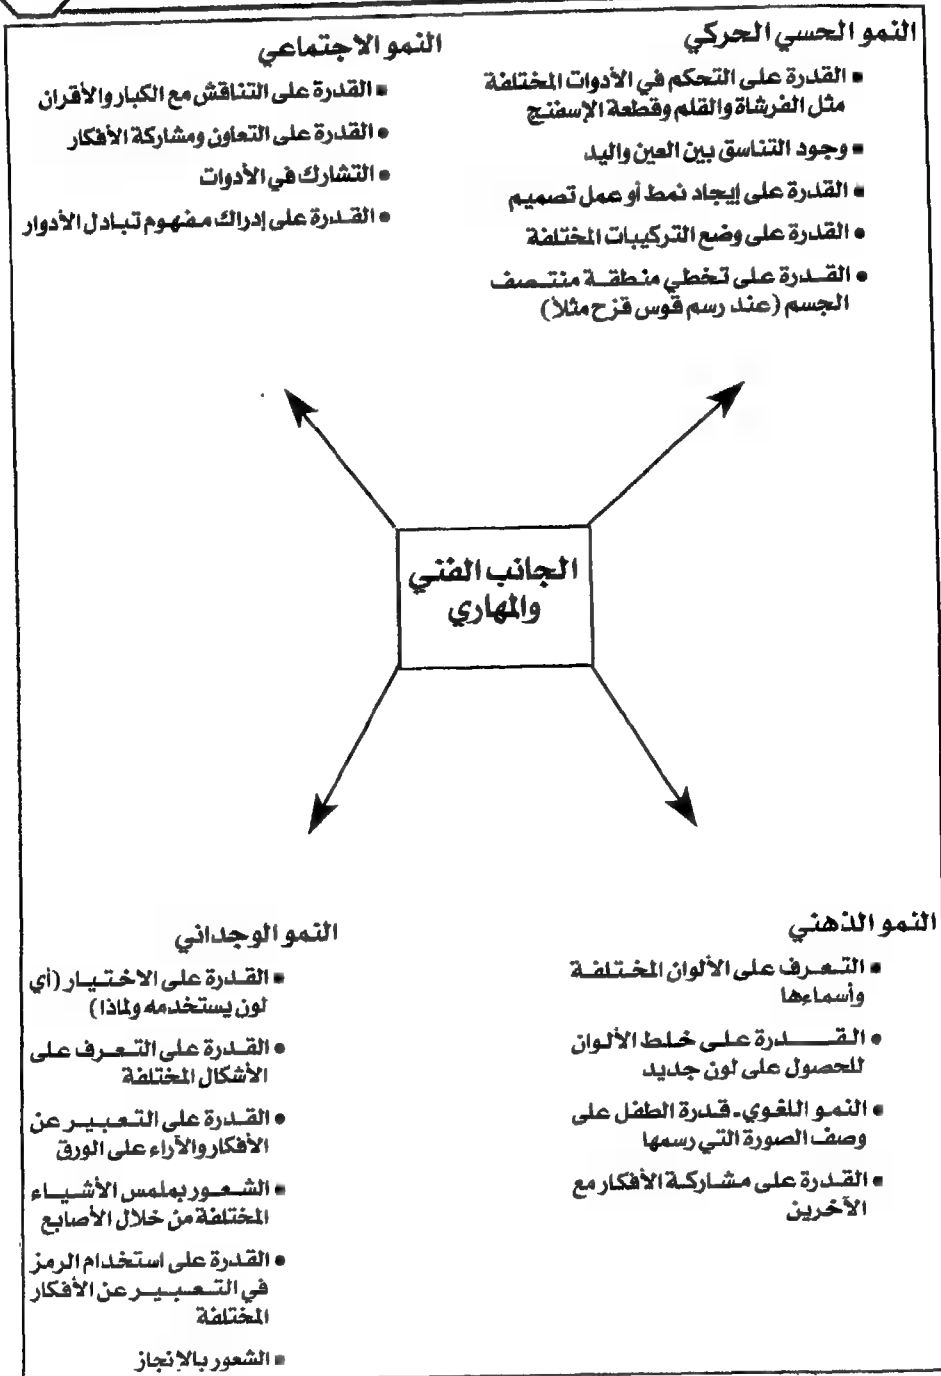 النمو الحسي الحركي
القدرة على التحكم في الأدوات المختلفة
مثل الفرشاة والقلم وقطعة الإسفنج
وجود التناسق بين العين واليد
القدرة على إيجاد نمط أو عمل تصميم
القدرة على وضع التركيبات المختلفة
القدرة على تخطي منطقة منتصف
الجسم (عند رسم قوس قزح مثلاً)
النمو الاجتماعي
القدرة على التناقش مع الكبار والأقران
القدرة على التعاون ومشاركة الأفكار
التشارك في الأدوات
القدرة على إدراك مفهوم تبادل الأدوار
الجانب الفني
والمهاري
النمو الذهني
التعرف على الألوان المختلفة
وأسماءها
القدرة على خلط الألوان
للحصول على لون جديد
النمو اللغوي - قدرة الطفل على
وصف الصورة التي رسمها
القدرة على مشاركة الأفكار مع
الآخرين
النمو الوجداني
القدرة على الاختيار (أي
لون يستخدمه ولماذا)
القدرة على التعرف على
الأشكال المختلفة
القدرة على التعبير عن
الأفكار والآراء على الورق
الشعور بملمس الأشياء
المختلفة من خلال الأصابع
القدرة على استخدام الرمز
في التعبير عن الأفكار
المختلفة
الشعور بالإنجاز